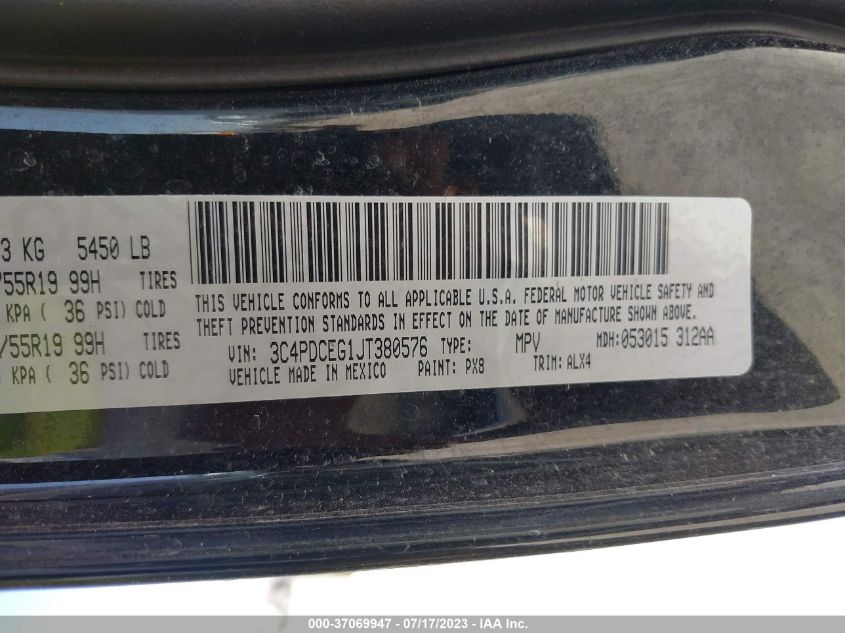 3 KG 5450 LB
/55R19 99H TIRES
KPA ( 36 PSI) COLD
/55R19 99H TIRES
KPA ( 36 PSI) COLD
THIS VEHICLE CONFORMS TO ALL APPLICABLE U.S.A. FEDERAL MOTOR VEHICLE SAFETY AND
THEFT PREVENTION STANDARDS IN EFFECT ON THE DATE OF MANUFACTURE SHOWN ABOVE.
VIN: 3C4PDCEG1JT380576 TYPE: MPV MDH: 053015 312AA
VEHICLE MADE IN MEXICO PAINT: PX8 TRIM: ALX4
000-37069947 / 07/17/2023 - IAA Inc.